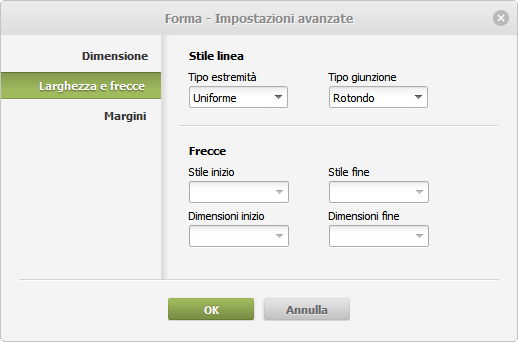 Forma - Impostazioni avanzate
Dimensione
Larghezza e frecce
Margini
Stile linea
Tipo estremità
Tipo giunzione
Uniforme
Rotondo
Frecce
Stile inizio
Stile fine
Dimensioni inizio
Dimensioni fine
OK
Annulla